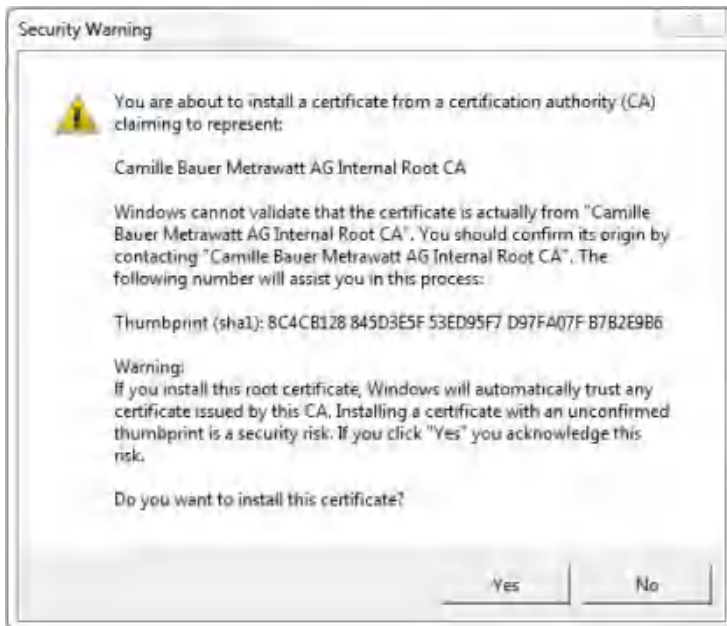 Security Warning
You are about to install a certificate from a certification authority (CA)
claiming to represent:
Camille Bauer Metrawatt AG Internal Root CA
Windows cannot validate that the certificate is actually from "Camille
Bauer Metrawatt AG Internal Root CA". You should confirm its origin by
contacting "Camille Bauer Metrawatt AG Internal Root CA". The
following number will assist you in this process:
Thumbprint (sha1): 8C4CB128 845D3E5F 53ED95F7 D97FA07F B7B2E9B6
Warning:
If you install this root certificate, Windows will automatically trust any
certificate issued by this CA. Installing a certificate with an unconfirmed
thumbprint is a security risk. If you click "Yes" you acknowledge this
risk.
Do you want to install this certificate?
Yes
No